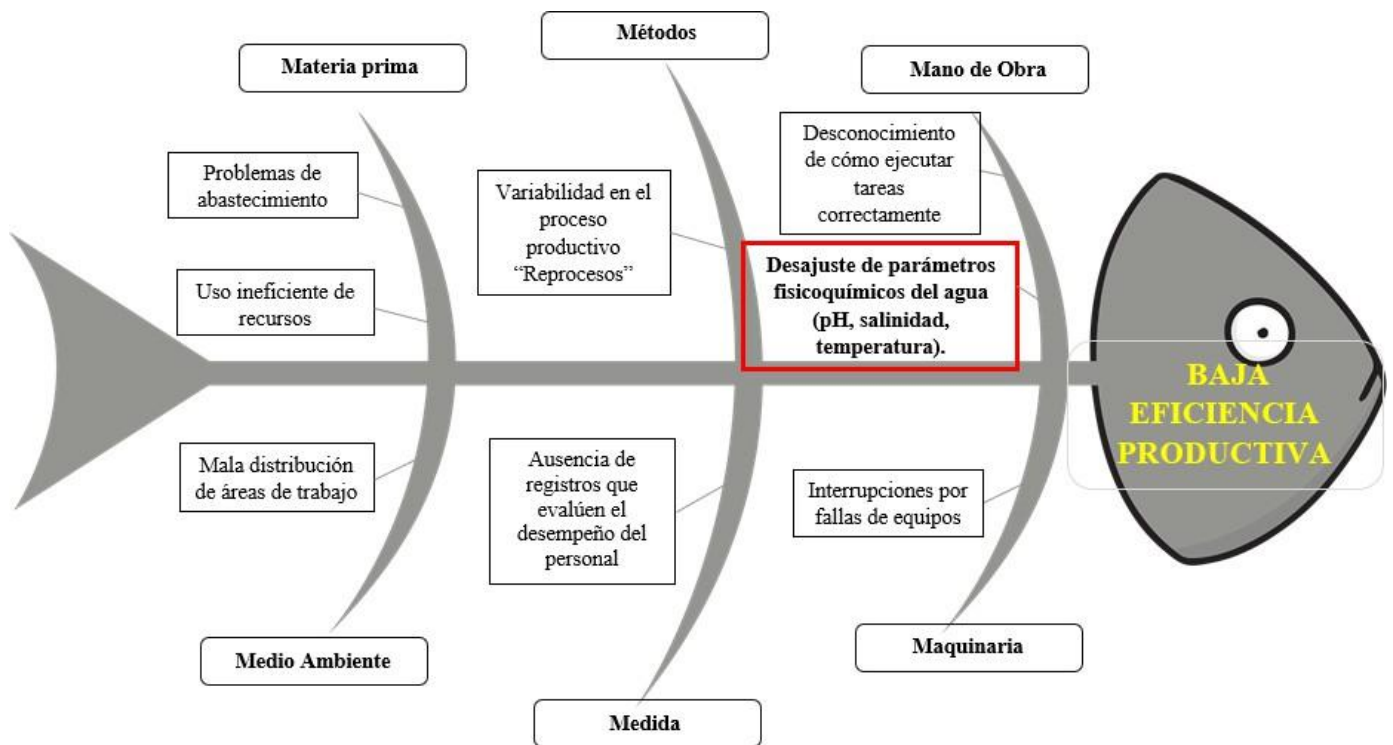 Métodos
Materia prima
Mano de Obra
Problemas de
abastecimiento
Uso ineficiente de
recursos
Variabilidad en el
proceso
productivo
“Reprocesos”
Desconocimiento
de cómo ejecutar
tareas
correctamente
Desajuste de parámetros
fisicoquímicos del agua
(pH, salinidad,
temperatura).
BAJA
EFICIENCIA
PRODUCTIVA
Mala distribución
de áreas de trabajo
Ausencia de
registros que
evalúen el
desempeño del
personal
Interrupciones por
fallas de equipos
Medio Ambiente
Medida
Maquinaria